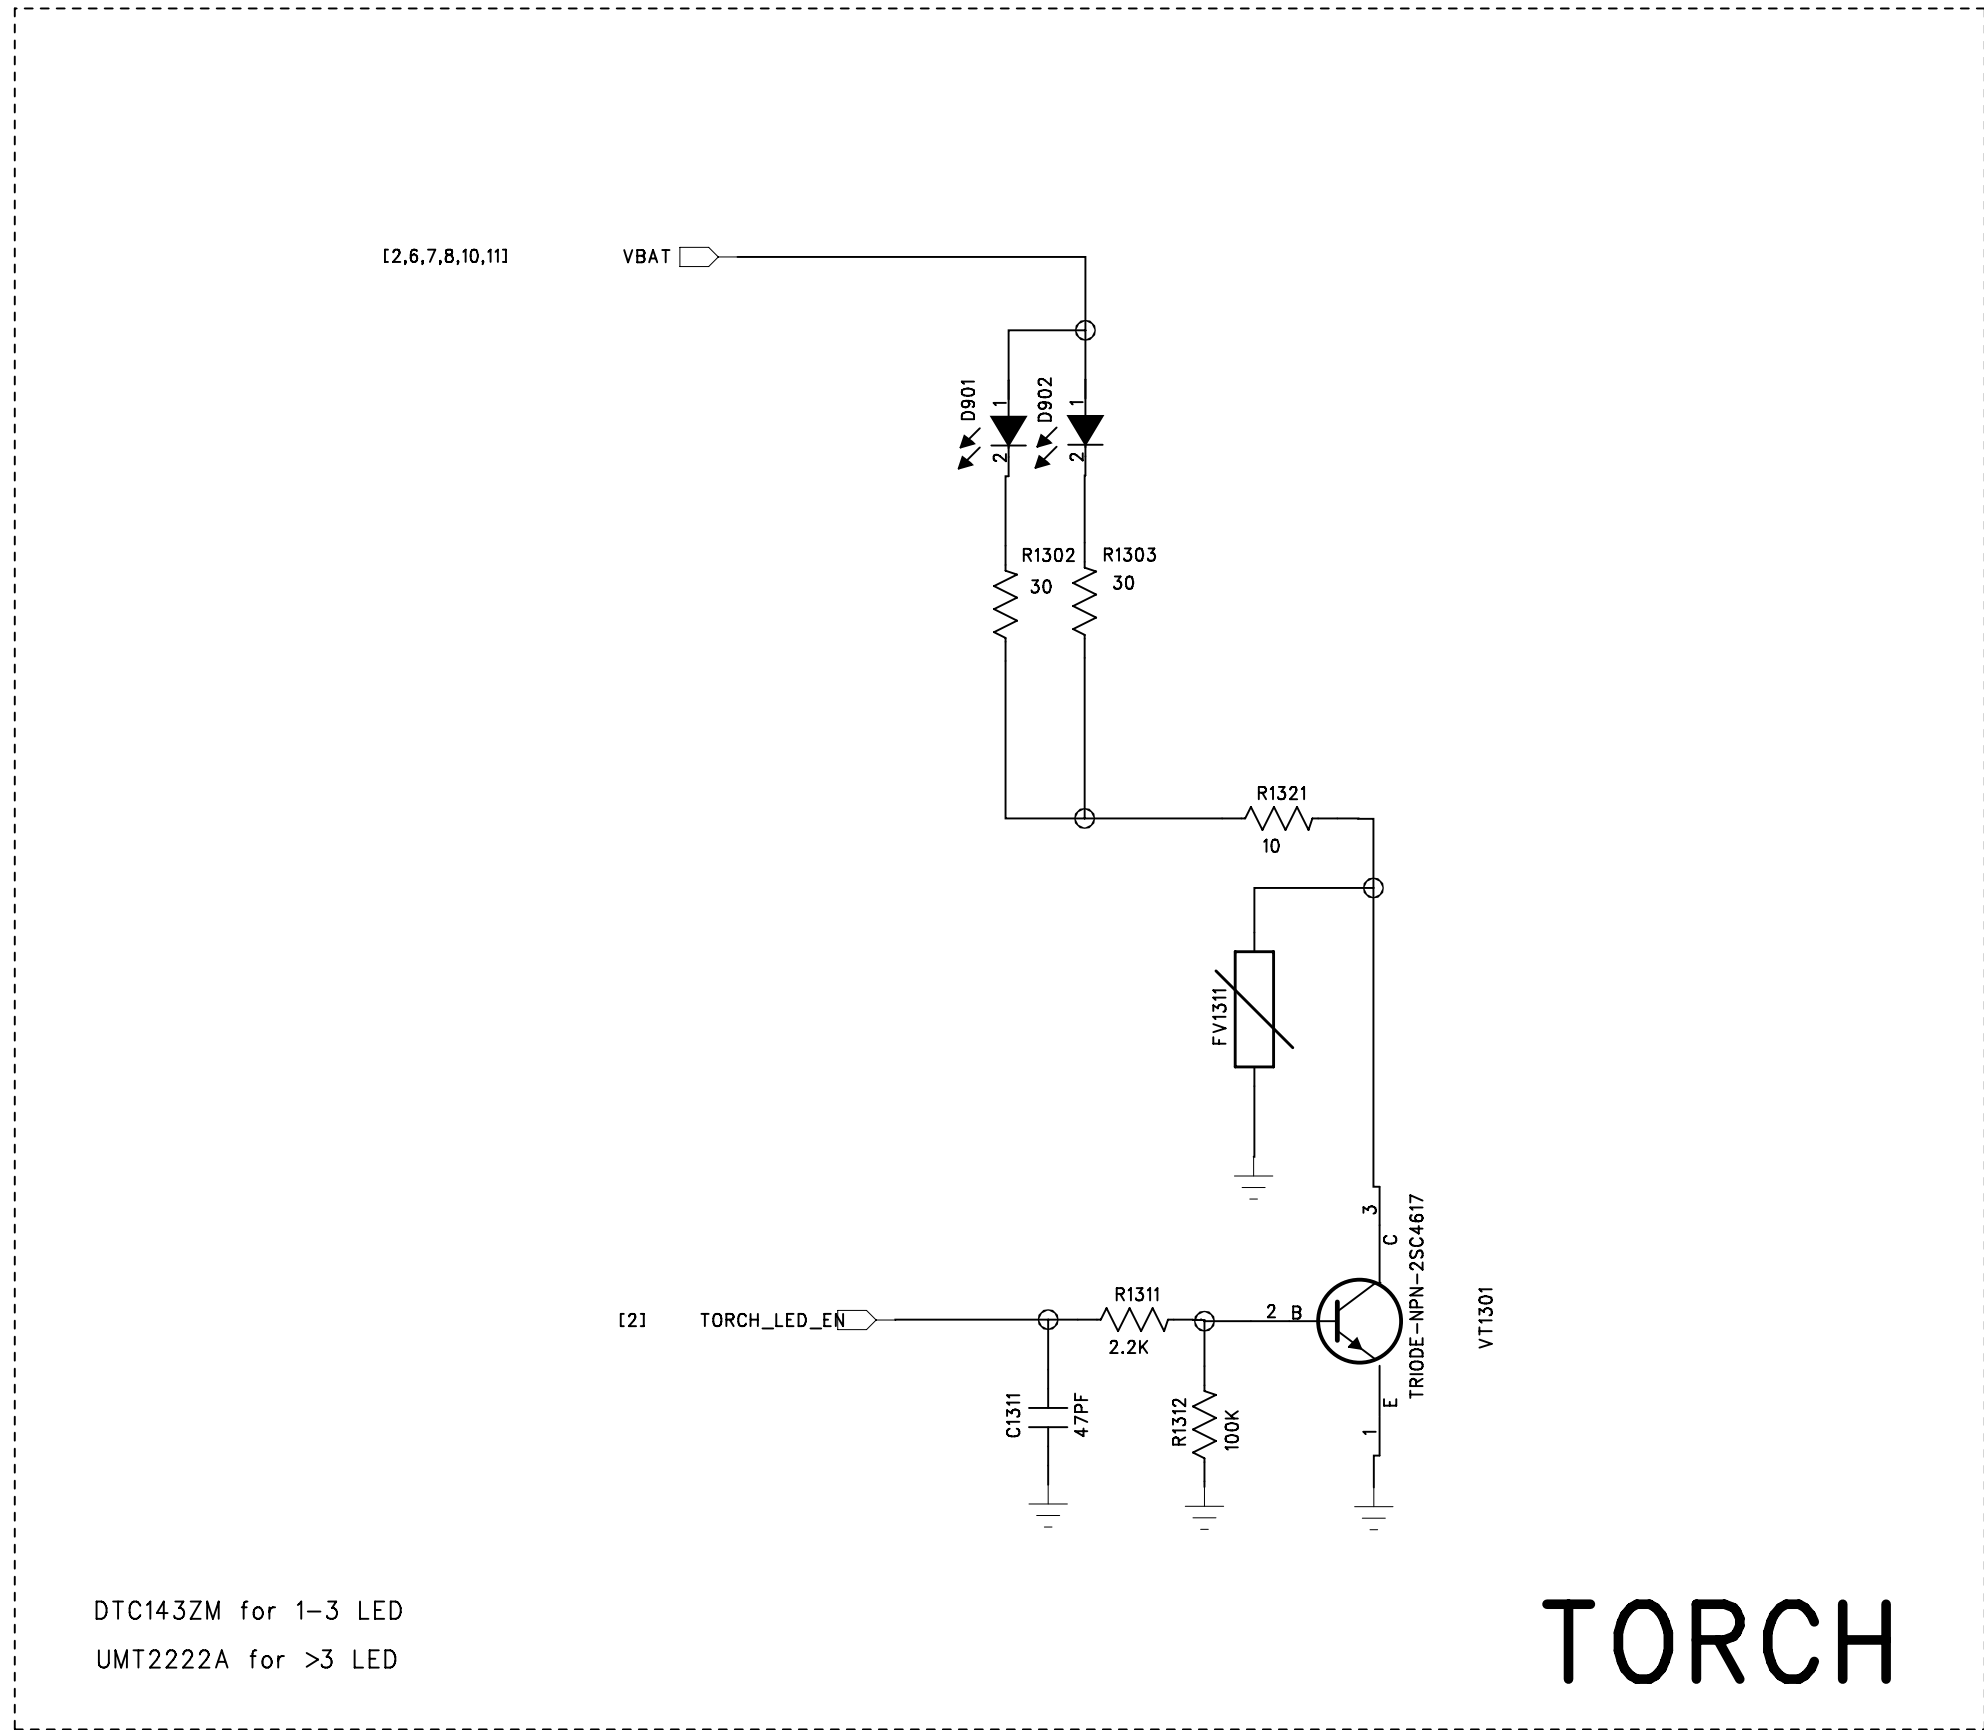 [2,6,7,8,10,11] VBAT
D901
1
2
D902
1
2
R1302
30
R1303
30
R1321
10
FV1311
3
C
TRIODE-NPN-2SC4617
VT1301
[2] TORCH_LED_EN
R1311
2.2K
2 B
C1311
47PF
R1312
100K
E
1
DTC143ZM for 1-3 LED
UMT2222A for >3 LED
TORCH